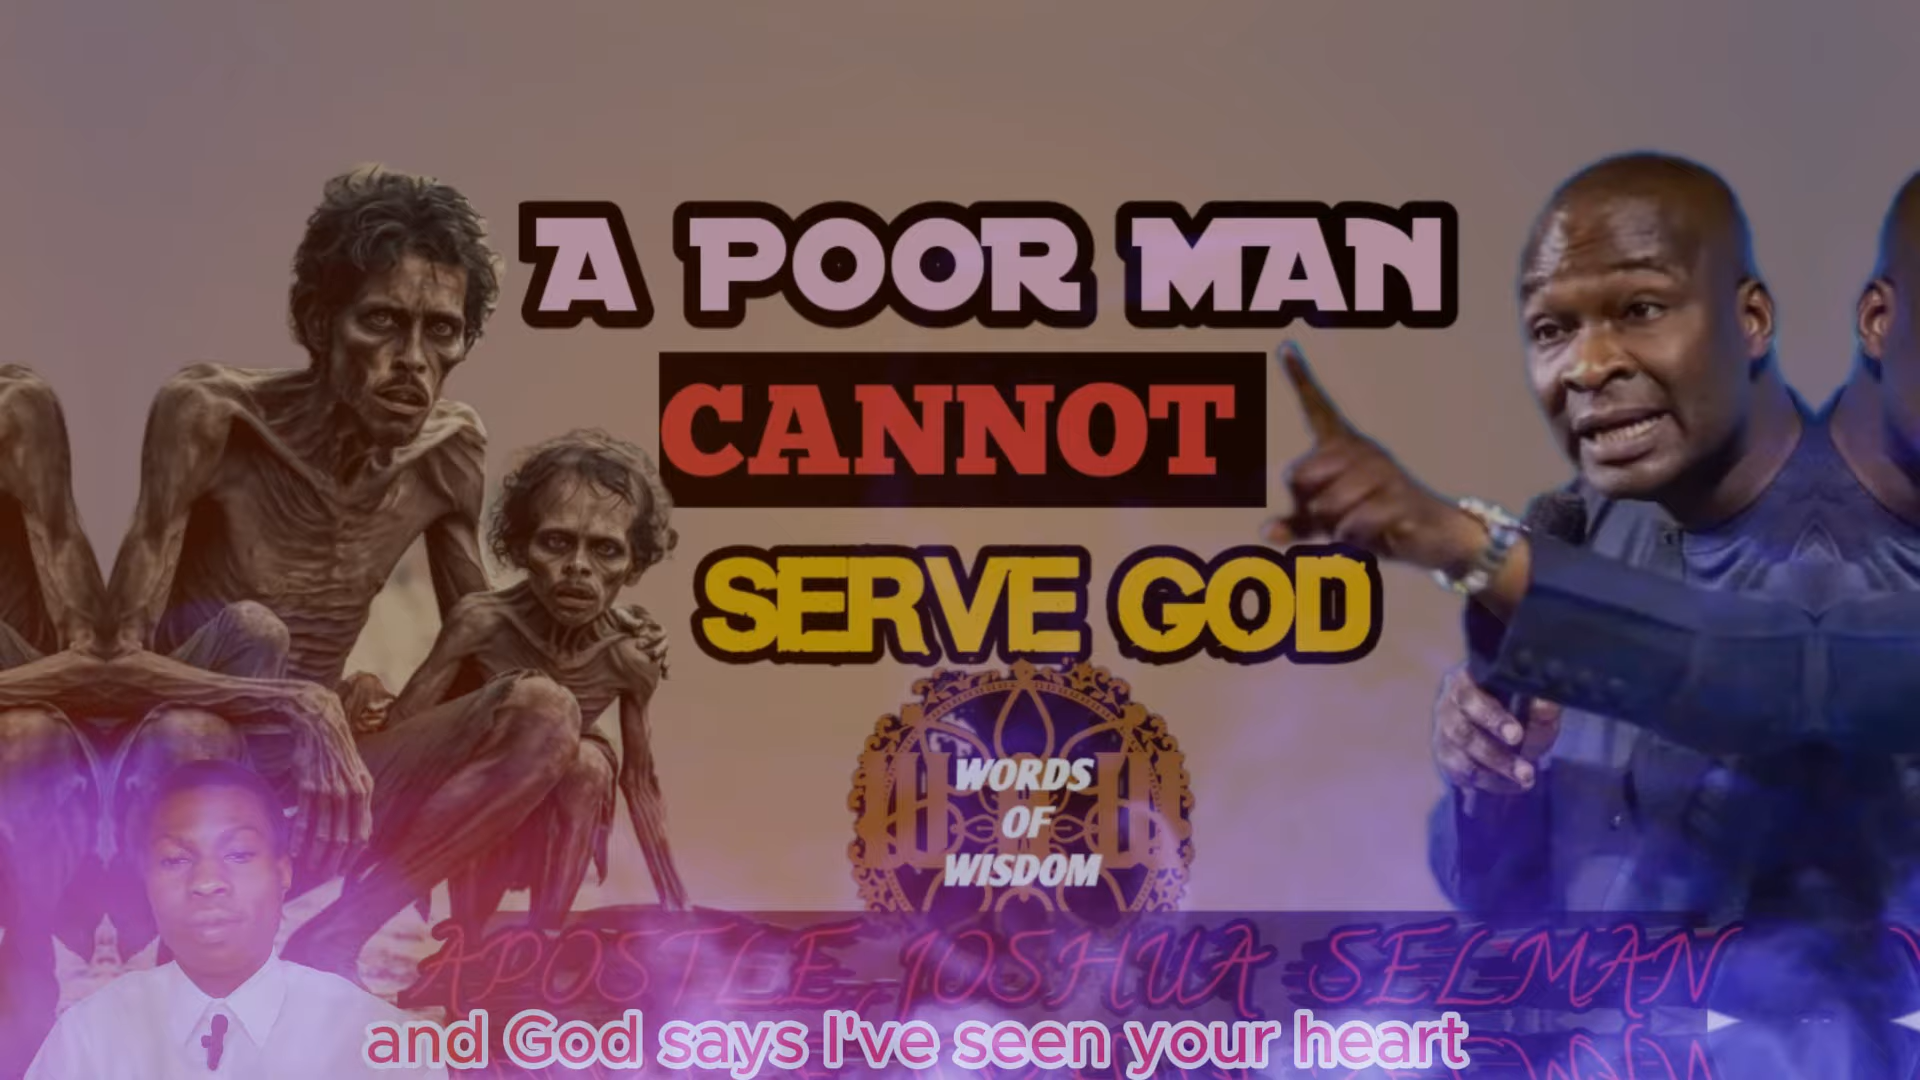 A POOR MAN
CANNOT
SERVE GOD
WORDS
OF
WISDOM
APOSTLE JOSHUA SELMAN
and God says I've seen your heart